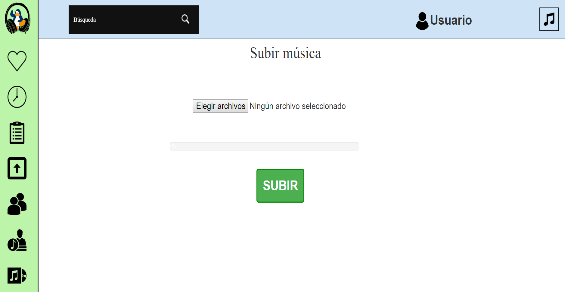 Búsqueda
Usuario
Subir música
Elegir archivos Ningún archivo seleccionado
SUBIR